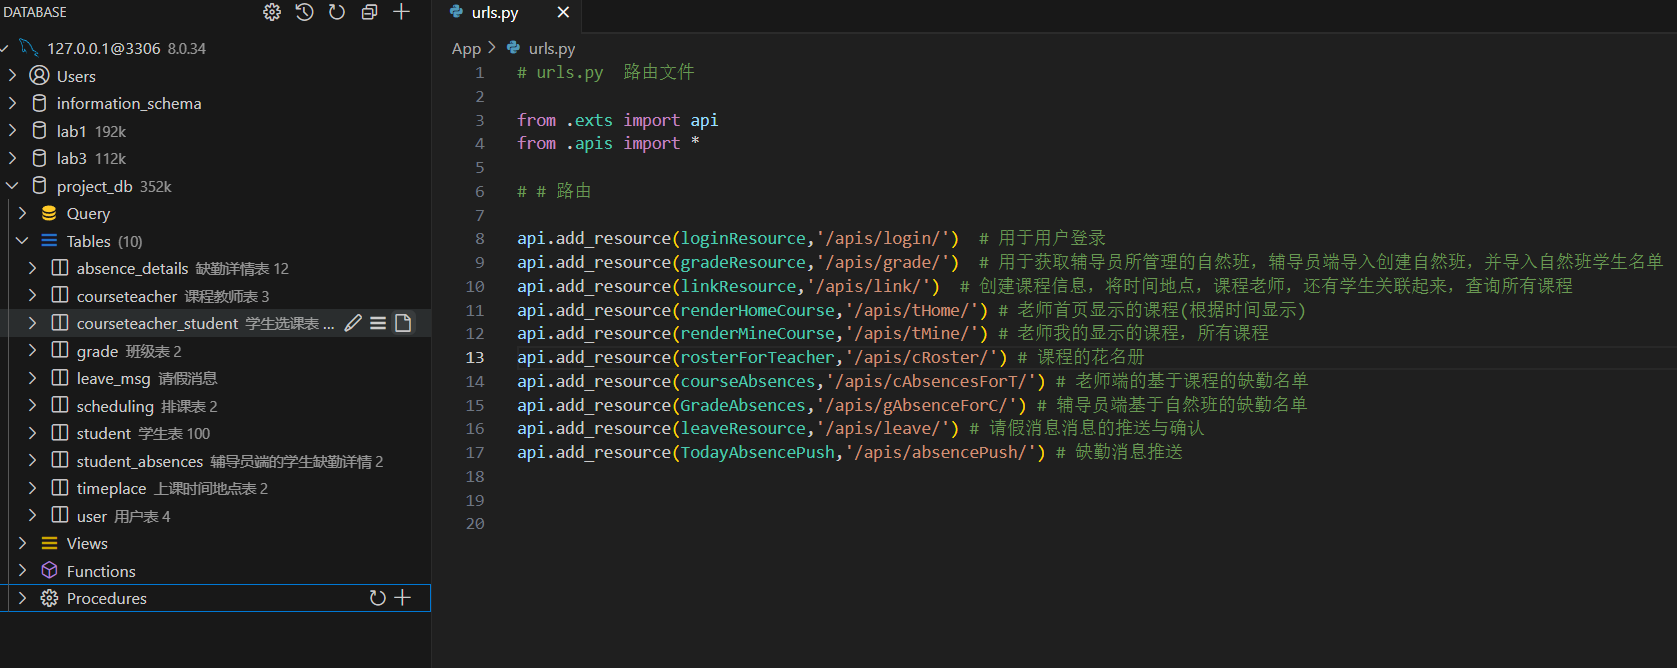 DATABASE
127.0.0.1@3306 8.0.34
Users
information_schema
lab1 192k
lab3 112k
project_db 352k
Query
Tables (10)
absence_details 缺勤详情表 12
courseteacher 课程教师表 3
courseteacher_student 学生选课表 ...
grade 班级表 2
leave_msg 请假消息
scheduling 排课表 2
student 学生表 100
student_absences 辅导员端的学生缺勤详情 2
timeplace 上课时间地点表 2
user 用户表 4
Views
Functions
Procedures
urls.py
App > urls.py
1 # urls.py  路由文件
2
3 from .exts import api
4 from .apis import *
5
6 # # 路由
7
8 api.add_resource(loginResource,'/apis/login/')  # 用于用户登录
9 api.add_resource(gradeResource,'/apis/grade/')  # 用于获取辅导员所管理的自然班，辅导员端导入创建自然班，并导入自然班学生名单
10 api.add_resource(linkResource,'/apis/link/')  # 创建课程信息，将时间地点，课程老师，还有学生关联起来，查询所有课程
11 api.add_resource(renderHomeCourse,'/apis/tHome/') # 老师首页显示的课程(根据时间显示)
12 api.add_resource(renderMineCourse,'/apis/tMine/') # 老师我的显示的课程，所有课程
13 api.add_resource(rosterForTeacher,'/apis/cRoster/') # 课程的花名册
14 api.add_resource(courseAbsences,'/apis/cAbsencesForT/') # 老师端的基于课程的缺勤名单
15 api.add_resource(GradeAbsences,'/apis/gAbsenceForC/') # 辅导员端基于自然班的缺勤名单
16 api.add_resource(leaveResource,'/apis/leave/') # 请假消息消息的推送与确认
17 api.add_resource(TodayAbsencePush,'/apis/absencePush/') # 缺勤消息推送
18
19
20